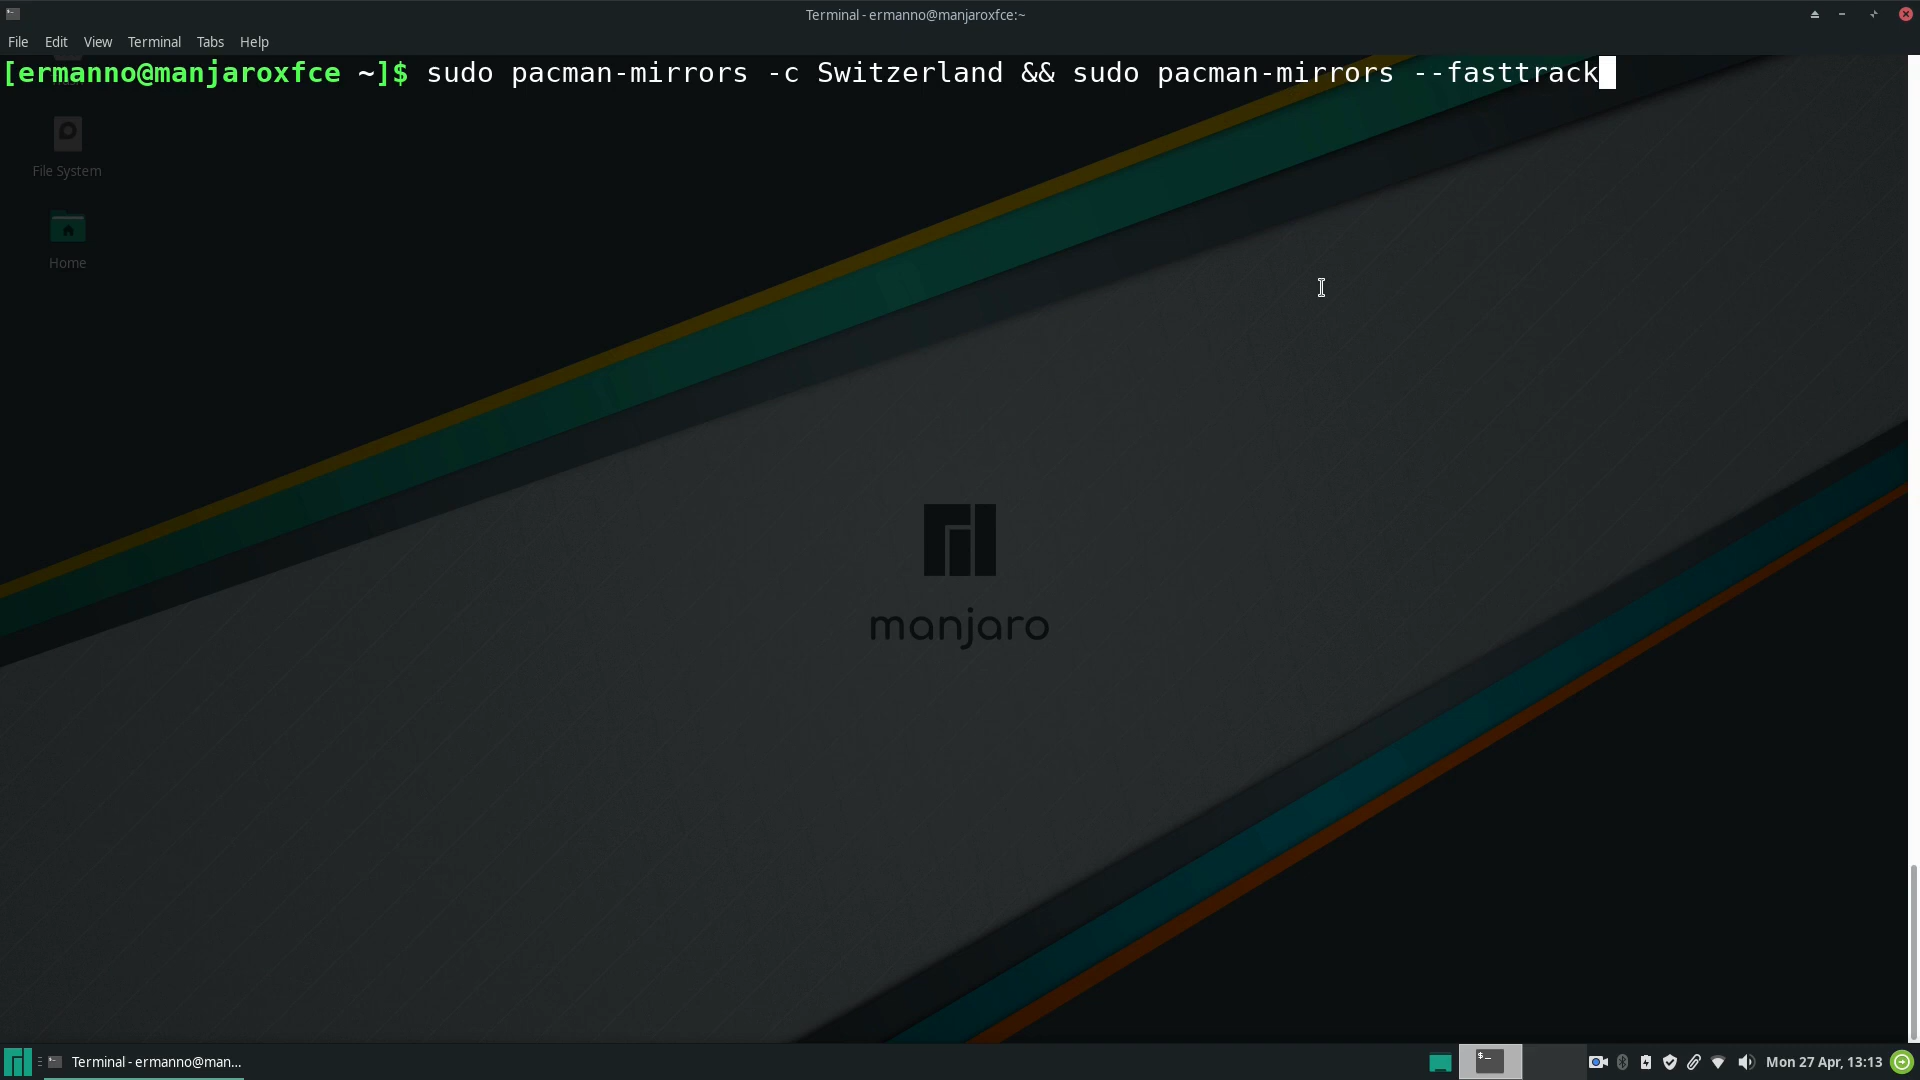 Terminal - ermanno@manjaroxfce:~
File Edit View Terminal Tabs Help
[ermanno@manjaroxfce ~]$ sudo pacman-mirrors -c Switzerland && sudo pacman-mirrors --fasttrack
File System
Home
manjaro
Terminal - ermanno@man...
$_
Mon 27 Apr, 13:13